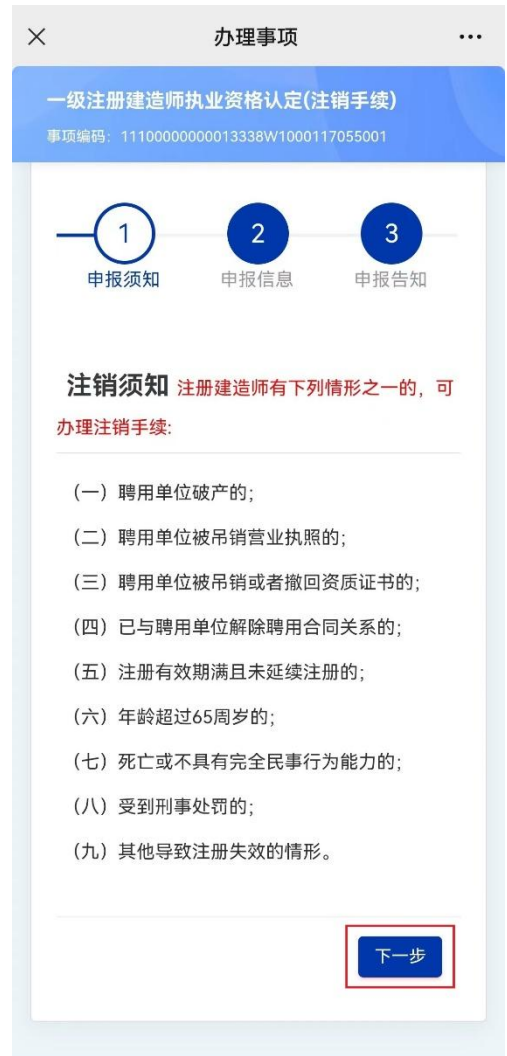 办理事项
一级注册建造师执业资格认定(注销手续)
事项编码: 11100000000013338W1000117055001
1 2 3
申报须知 申报信息 申报告知
注销须知 注册建造师有下列情形之一的, 可
办理注销手续:
(一) 聘用单位破产的;
(二) 聘用单位被吊销营业执照的;
(三) 聘用单位被吊销或者撤回资质证书的;
(四) 已与聘用单位解除聘用合同关系的;
(五) 注册有效期满且未延续注册的;
(六) 年龄超过65周岁的;
(七) 死亡或不具有完全民事行为能力的;
(八) 受到刑事处罚的;
(九) 其他导致注册失效的情形。
下一步